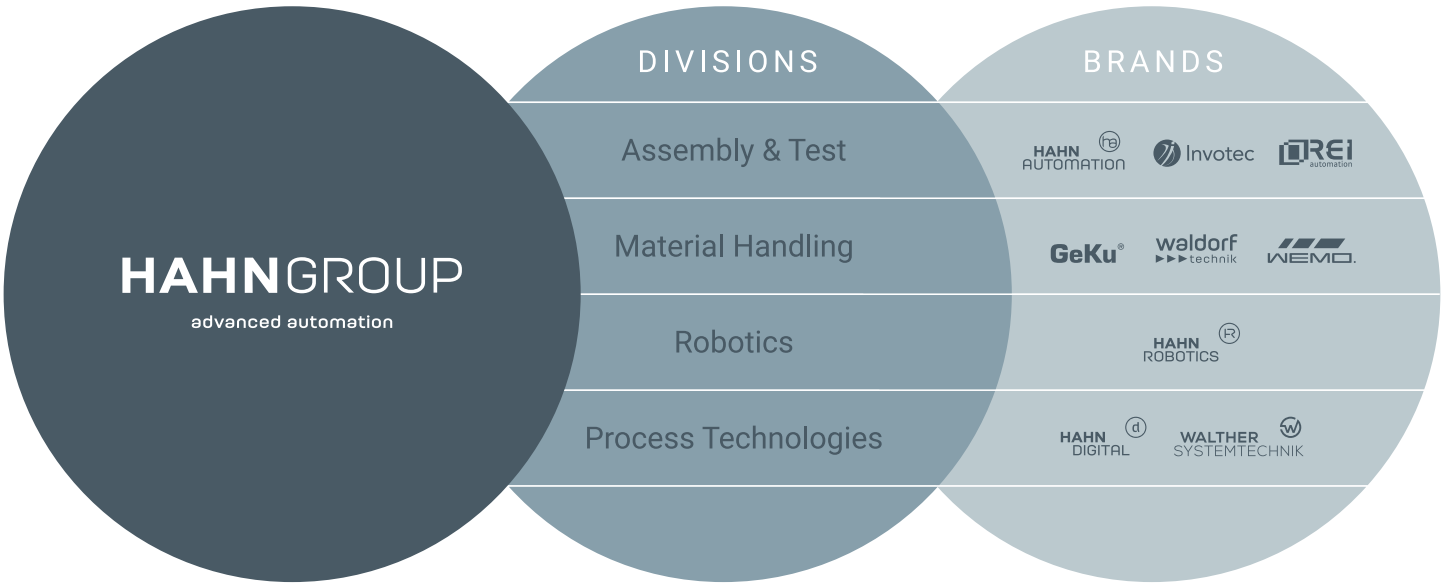 HAHNGROUP
advanced automation
DIVISIONS
BRANDS
Assembly & Test
HAHN
AUTOMATION
ha
Invotec
REI
automation
Material Handling
GeKu®
waldorf
technik
WEMO.
Robotics
HAHN
ROBOTICS
R
Process Technologies
HAHN
DIGITAL
d
WALTHER
SYSTEMTECHNIK
W